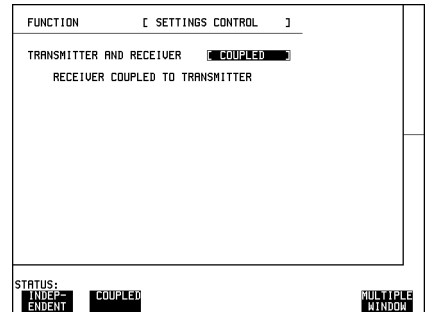 FUNCTION [ SETTINGS CONTROL ]
TRANSMITTER AND RECEIVER [ COUPLED ]
RECEIVER COUPLED TO TRANSMITTER
STATUS:
INDEP- COUPLED MULTIPLE
ENDENT WINDOW